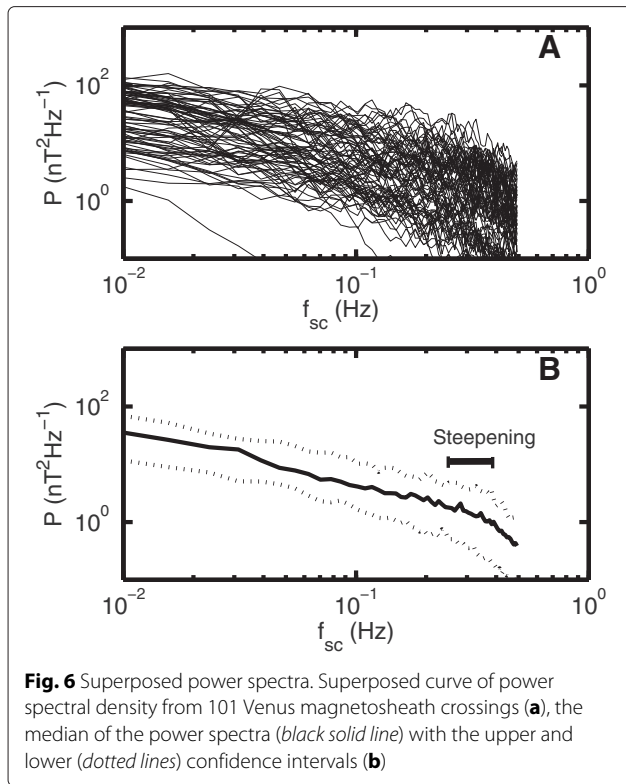 A
P (nT²Hz⁻¹)
10²
10⁰
10⁻² 10⁻¹ 10⁰
f_sc (Hz)
B
P (nT²Hz⁻¹)
10²
Steepening
10⁰
10⁻² 10⁻¹ 10⁰
f_sc (Hz)
Fig. 6 Superposed power spectra. Superposed curve of power
spectral density from 101 Venus magnetosheath crossings (a), the
median of the power spectra (black solid line) with the upper and
lower (dotted lines) confidence intervals (b)